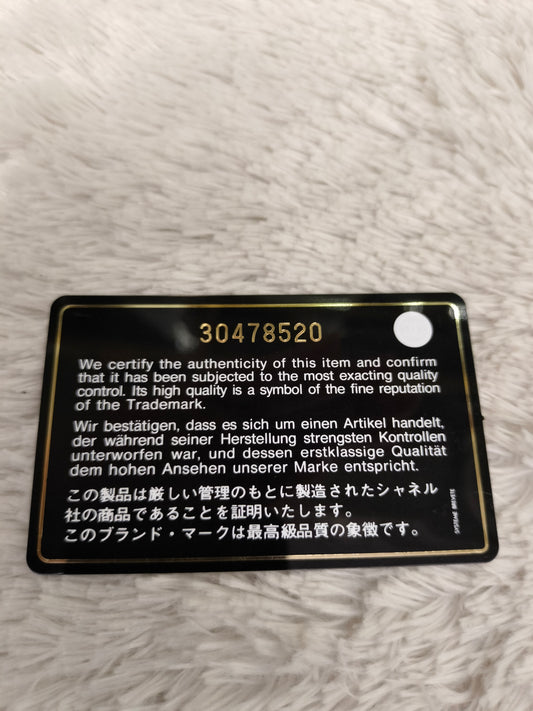 30478520
We certify the authenticity of this item and confirm
that it has been subjected to the most exacting quality
control. Its high quality is a symbol of the fine reputation
of the Trademark.
Wir bestätigen, dass es sich um einen Artikel handelt,
der während seiner Herstellung strengsten Kontrollen
unterworfen war, und dessen erstklassige Qualität
dem hohen Ansehen unserer Marke entspricht.
この製品は厳しい管理のもとに製造されたシャネル
社の商品であることを証明いたします。
このブランド・マークは最高級品質の象徴です。
SYSTEME BREVETE